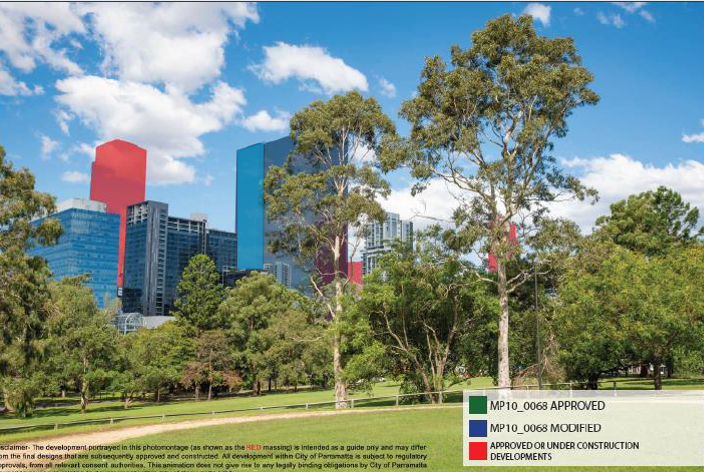 MP10_0068 APPROVED
MP10_0068 MODIFIED
APPROVED OR UNDER CONSTRUCTION
DEVELOPMENTS
isclaimer- The development portrayed in this photomontage (as shown as the RED massing) is intended as a guide only and may differ
rom the final designs that are subsequently approved and constructed. All development within City of Parramatta is subject to regulatory
pprovals, from all relevant consent authorities. This animation does not give rise to any legally binding obligations by City of Parramatta